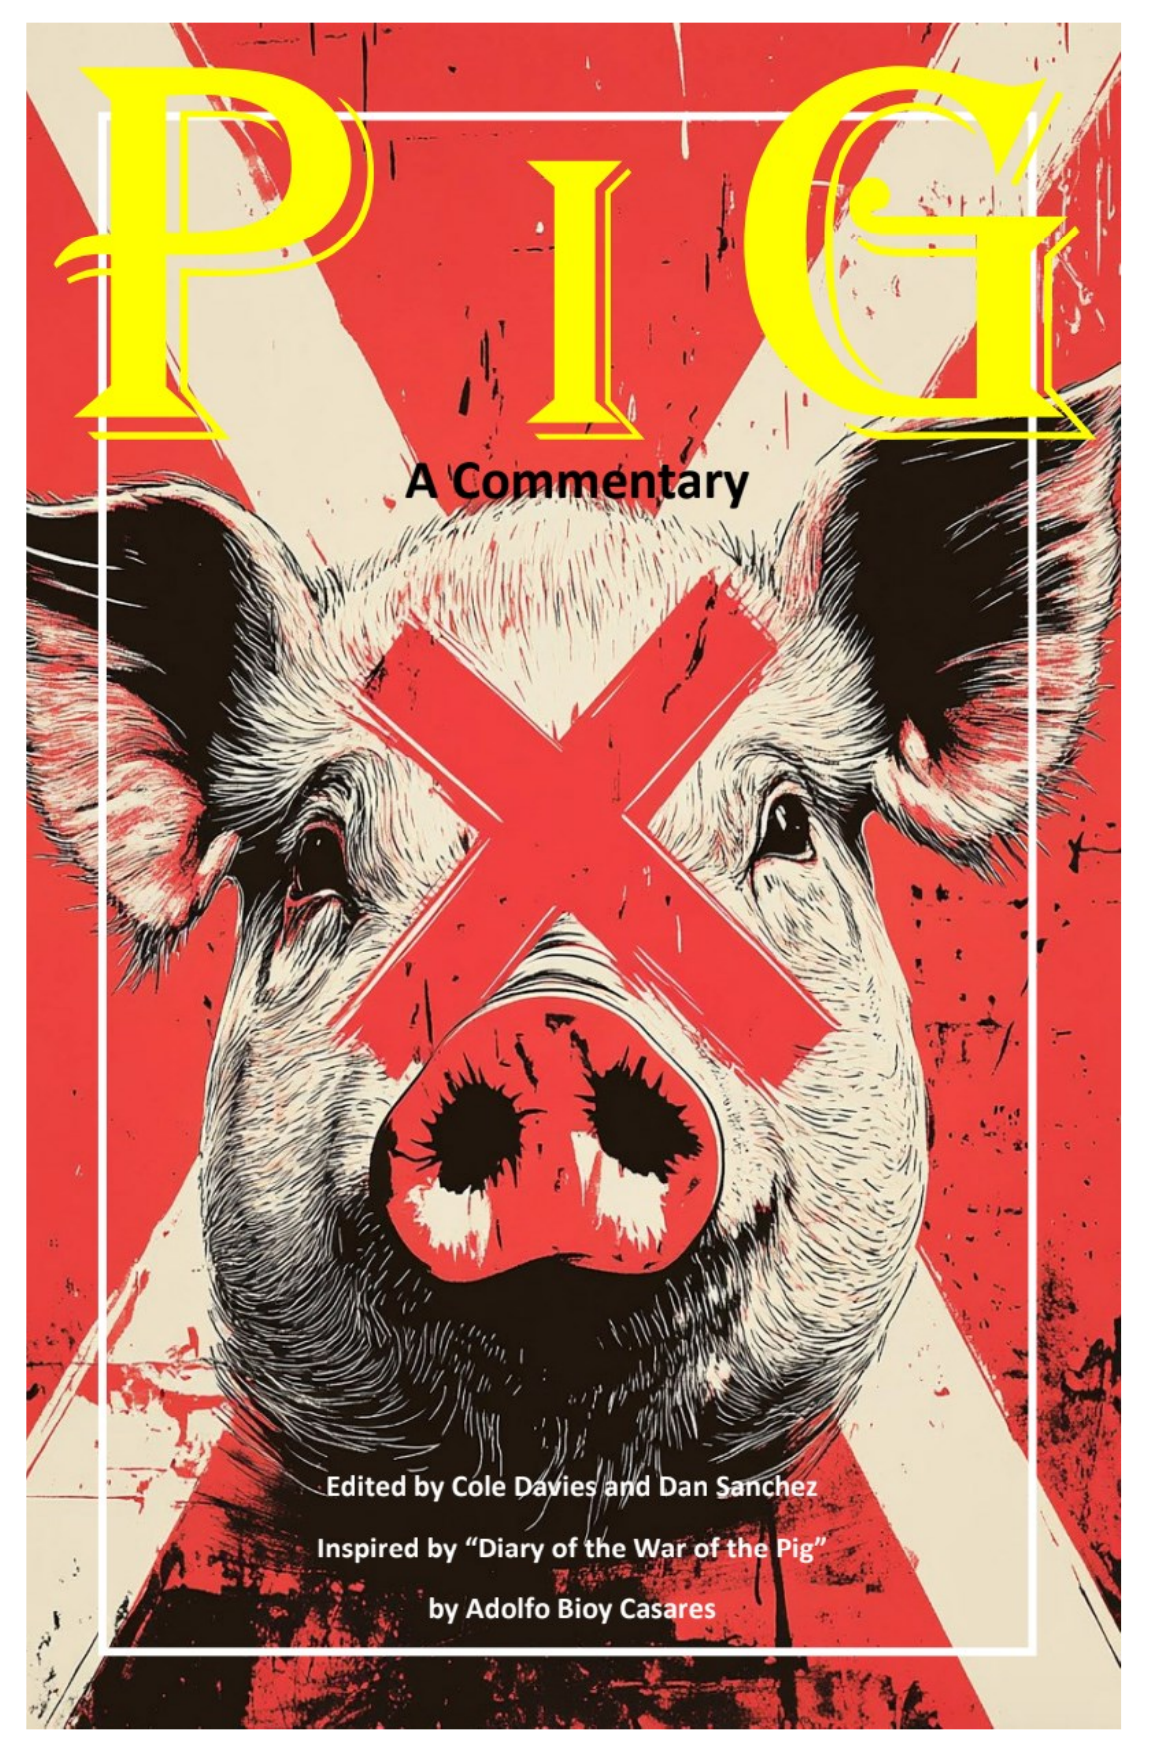 PIG
A Commentary
Edited by Cole Davies and Dan Sanchez
Inspired by “Diary of the War of the Pig”
by Adolfo Bioy Casares